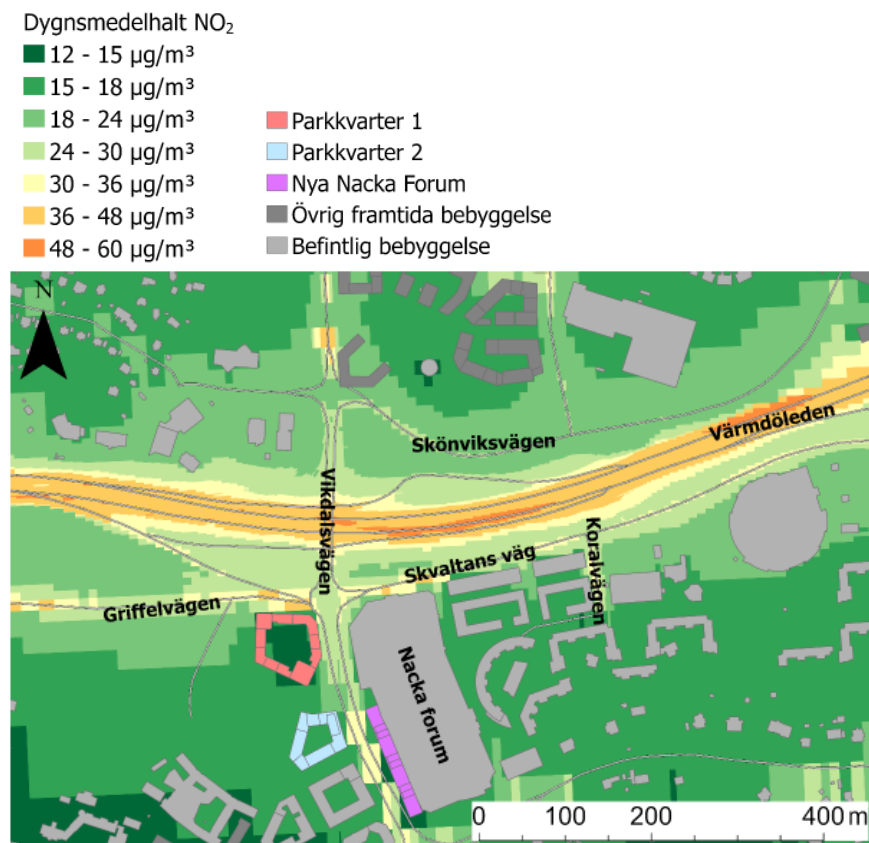 Dygnsmedelhalt NO₂
12 - 15 µg/m³
15 - 18 µg/m³
18 - 24 µg/m³
24 - 30 µg/m³
30 - 36 µg/m³
36 - 48 µg/m³
48 - 60 µg/m³
Parkkvarter 1
Parkkvarter 2
Nya Nacka Forum
Övrig framtida bebyggelse
Befintlig bebyggelse
N
Skönviksvägen
Värmdöleden
Vikdalsvägen
Skvaltans väg
Koralvägen
Griffelvägen
Nacka forum
0 100 200 400 m